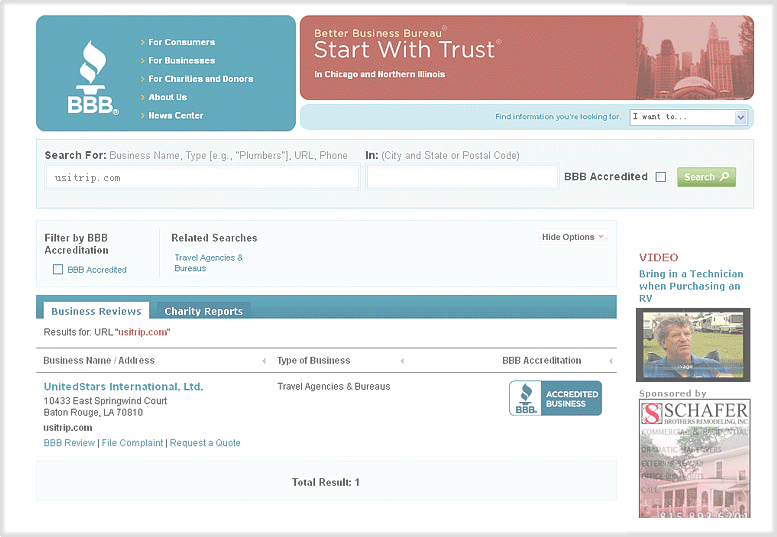 BBB®
› For Consumers
› For Businesses
› For Charities and Donors
› About Us
› News Center
Better Business Bureau®
Start With Trust®
In Chicago and Northern Illinois
Find information you're looking for.
I want to...
Search For: Business Name, Type [e.g., "Plumbers"], URL, Phone
In: (City and State or Postal Code)
usitrip.com
BBB Accredited
Search
Filter by BBB
Accreditation
BBB Accredited
Related Searches
Travel Agencies &
Bureaus
Hide Options
Business Reviews
Charity Reports
Results for: URL "usitrip.com"
Business Name / Address
Type of Business
BBB Accreditation
UnitedStars International, Ltd.
10433 East Springwind Court
Baton Rouge, LA 70810
usitrip.com
BBB Review | File Complaint | Request a Quote
Travel Agencies & Bureaus
BBB.
ACCREDITED
BUSINESS
Total Result: 1
VIDEO
Bring in a Technician
when Purchasing an
RV
Sponsored by
S SCHAFER
BROTHERS REMODELING, INC
COMMERCIAL & RESIDENTIAL
DRAMATIC MAKEOVERS
EXTERIOR
OFFICE
CALL
815-893-6201